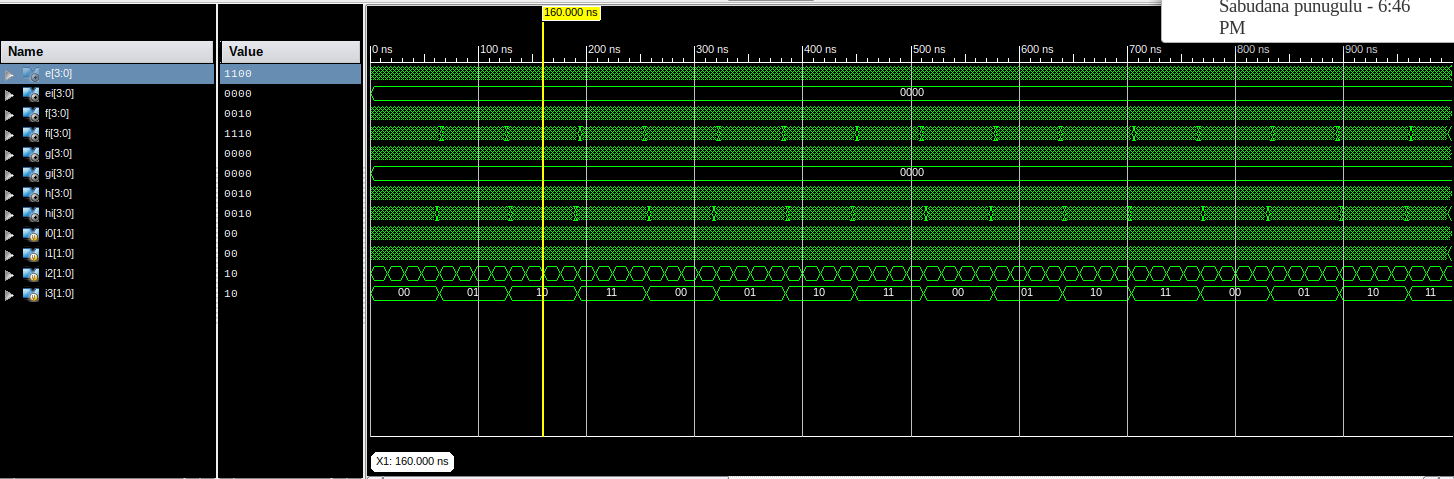 Sabudana punugulu - 6:46
PM
160.000 ns
Name Value
0 ns 100 ns 200 ns 300 ns 400 ns 500 ns 600 ns 700 ns 800 ns 900 ns
e[3:0] 1100
ei[3:0] 0000 0000
f[3:0] 0010
fi[3:0] 1110
g[3:0] 0000
gi[3:0] 0000 0000
h[3:0] 0010
hi[3:0] 0010
i0[1:0] 00
i1[1:0] 00
i2[1:0] 10
i3[1:0] 10 00 01 10 11 00 01 10 11 00 01 10 11 00 01 10 11
X1: 160.000 ns